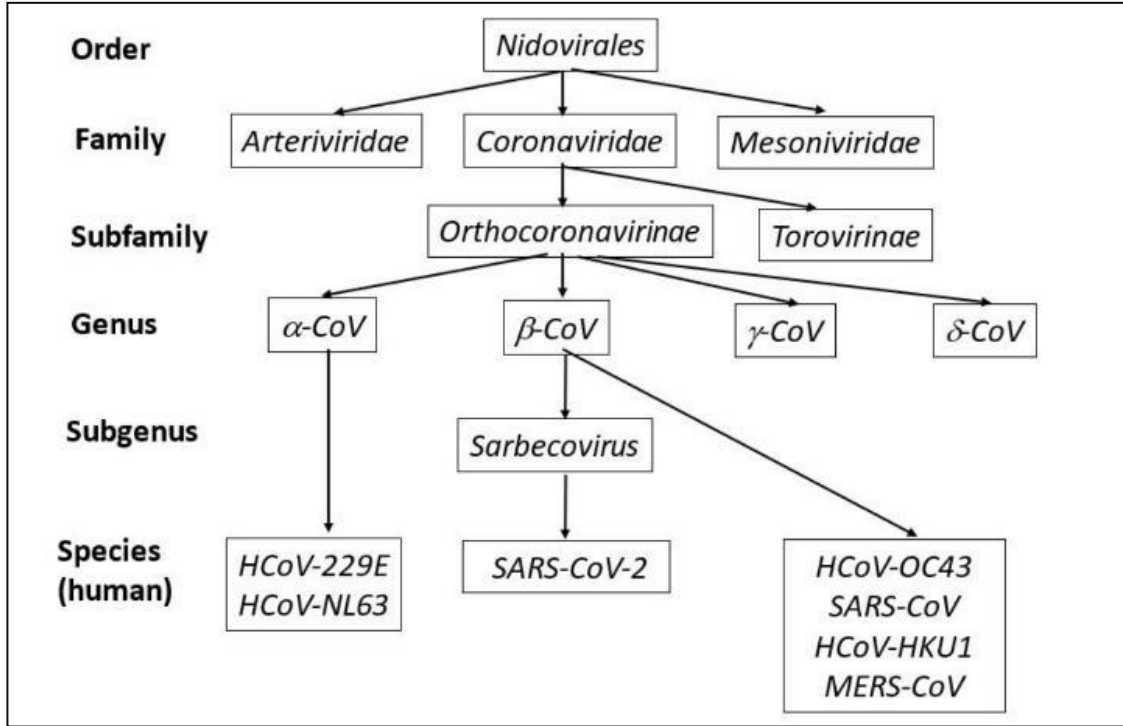 Order
Nidovirales
Family
Arteriviridae
Coronaviridae
Mesoniviridae
Subfamily
Orthocoronavirinae
Torovirinae
Genus
α-CoV
β-CoV
γ-CoV
δ-CoV
Subgenus
Sarbecovirus
Species
(human)
HCoV-229E
HCoV-NL63
SARS-CoV-2
HCoV-OC43
SARS-CoV
HCoV-HKU1
MERS-CoV